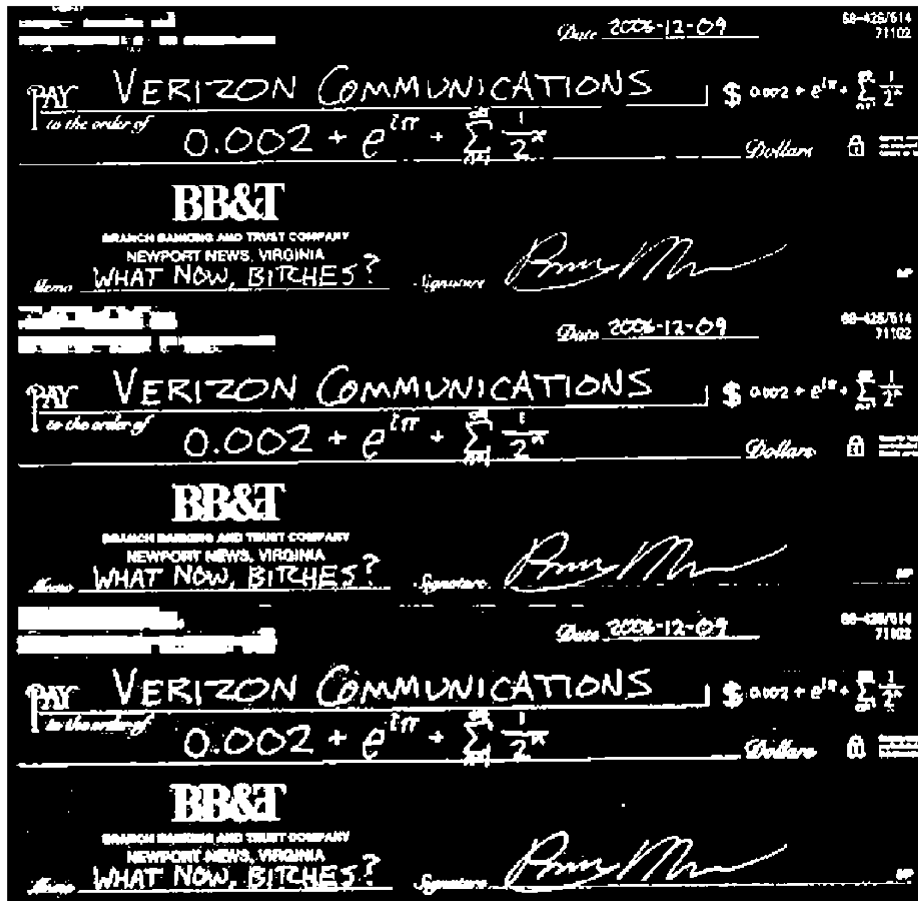 Date 2006-12-09
68-426/514
71102
PAY VERIZON COMMUNICATIONS $ 0.002 + e^iπ + ∑ 1/2^n
to the order of
0.002 + e^iπ + ∑ 1/2^n Dollars
BB&T
BRANCH BANKING AND TRUST COMPANY
NEWPORT NEWS, VIRGINIA
Memo WHAT NOW, BITCHES? Signature
MP
Date 2006-12-09
68-426/514
71102
PAY VERIZON COMMUNICATIONS $ 0.002 + e^iπ + ∑ 1/2^n
to the order of
0.002 + e^iπ + ∑ 1/2^n Dollars
BB&T
BRANCH BANKING AND TRUST COMPANY
NEWPORT NEWS, VIRGINIA
Memo WHAT NOW, BITCHES? Signature
MP
Date 2006-12-09
68-426/514
71102
PAY VERIZON COMMUNICATIONS $ 0.002 + e^iπ + ∑ 1/2^n
to the order of
0.002 + e^iπ + ∑ 1/2^n Dollars
BB&T
BRANCH BANKING AND TRUST COMPANY
NEWPORT NEWS, VIRGINIA
Memo WHAT NOW, BITCHES? Signature
MP